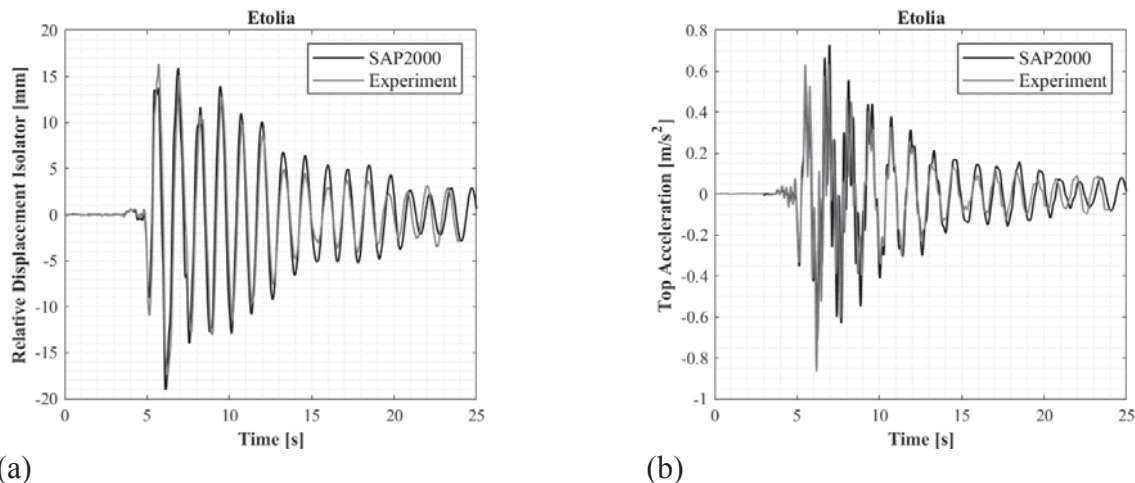 Etolia
20
15
10
5
0
-5
-10
-15
-20
Relative Displacement Isolator [mm]
SAP2000
Experiment
0 5 10 15 20 25
Time [s]
(a)
Etolia
0.8
0.6
0.4
0.2
0
-0.2
-0.4
-0.6
-0.8
-1
Top Acceleration [m/s²]
SAP2000
Experiment
0 5 10 15 20 25
Time [s]
(b)